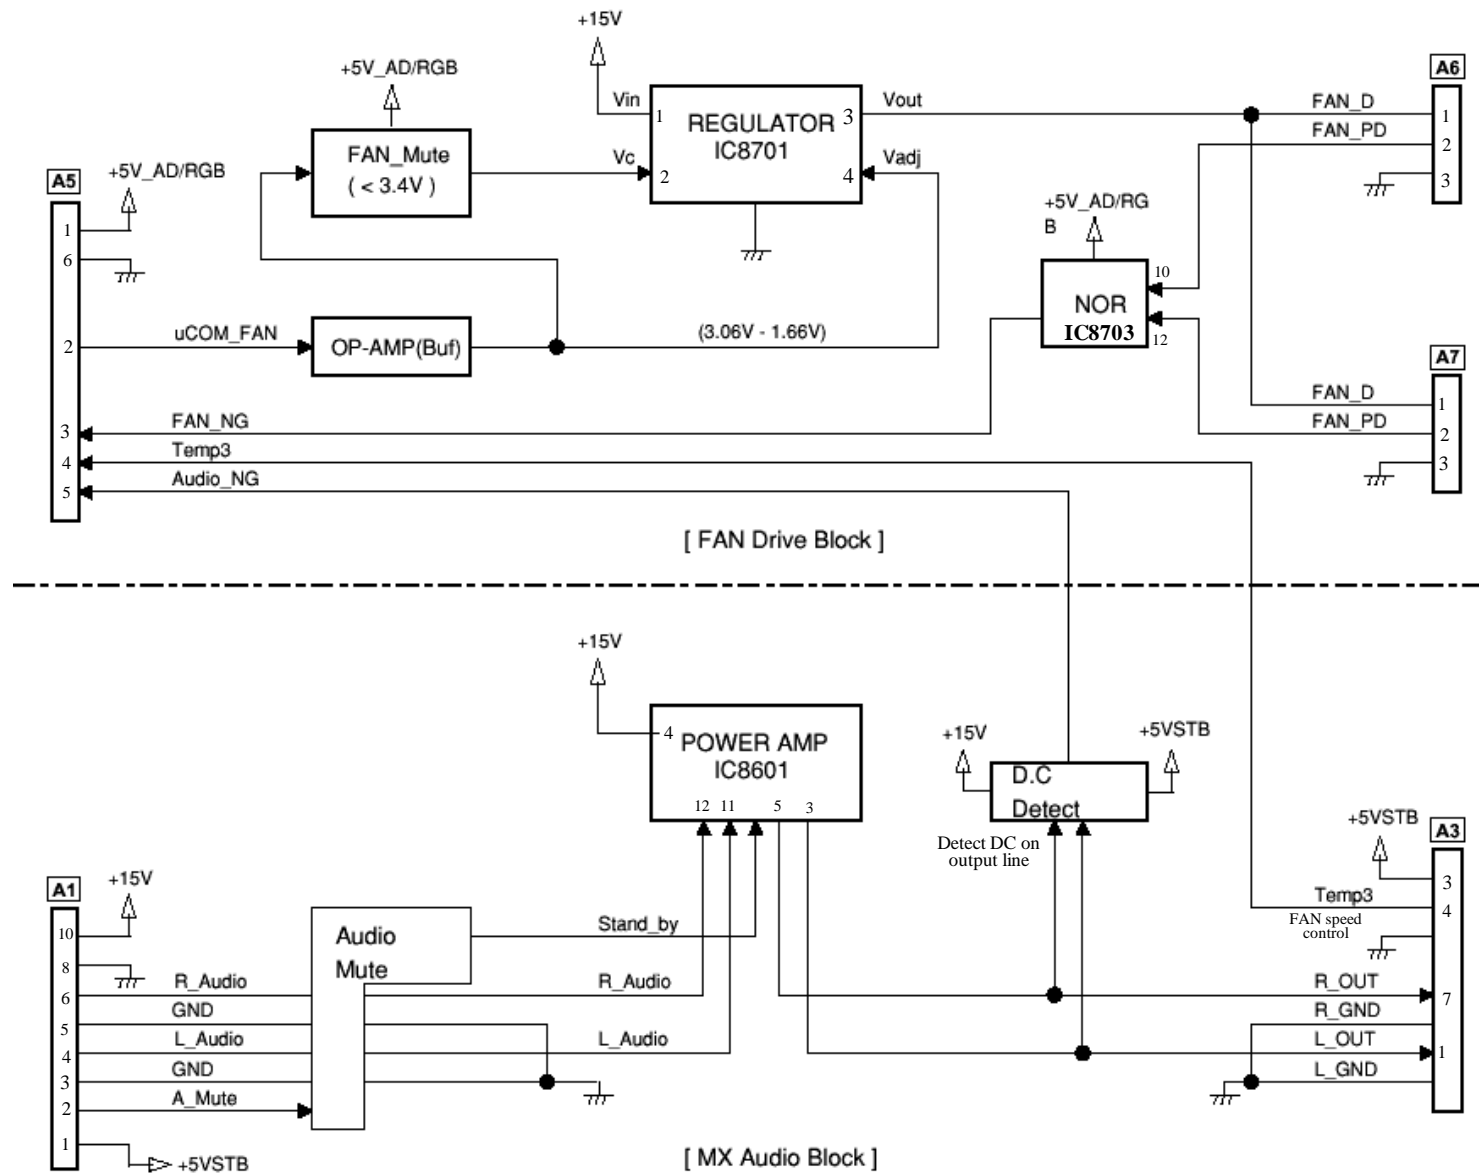 +15V
A6
+5V_AD/RGB
Vin
1
REGULATOR
IC8701
3
Vout
FAN_D
1
FAN_PD
2
3
FAN_Mute
( < 3.4V )
Vc
2
Vadj
4
A5
+5V_AD/RGB
1
6
+5V_AD/RG
B
10
NOR
IC8703
12
uCOM_FAN
2
OP-AMP(Buf)
(3.06V - 1.66V)
A7
FAN_D
1
FAN_NG
3
FAN_PD
2
Temp3
4
3
Audio_NG
5
[ FAN Drive Block ]
+15V
4
POWER AMP
IC8601
12
11
5
3
+15V
+5VSTB
D.C
Detect
Detect DC on
output line
+5VSTB
A3
3
Temp3
4
FAN speed
control
A1
+15V
10
8
Audio
Mute
Stand_by
R_Audio
6
R_Audio
R_OUT
7
GND
5
R_GND
L_Audio
4
L_Audio
L_OUT
1
GND
3
L_GND
A_Mute
2
1
+5VSTB
[ MX Audio Block ]